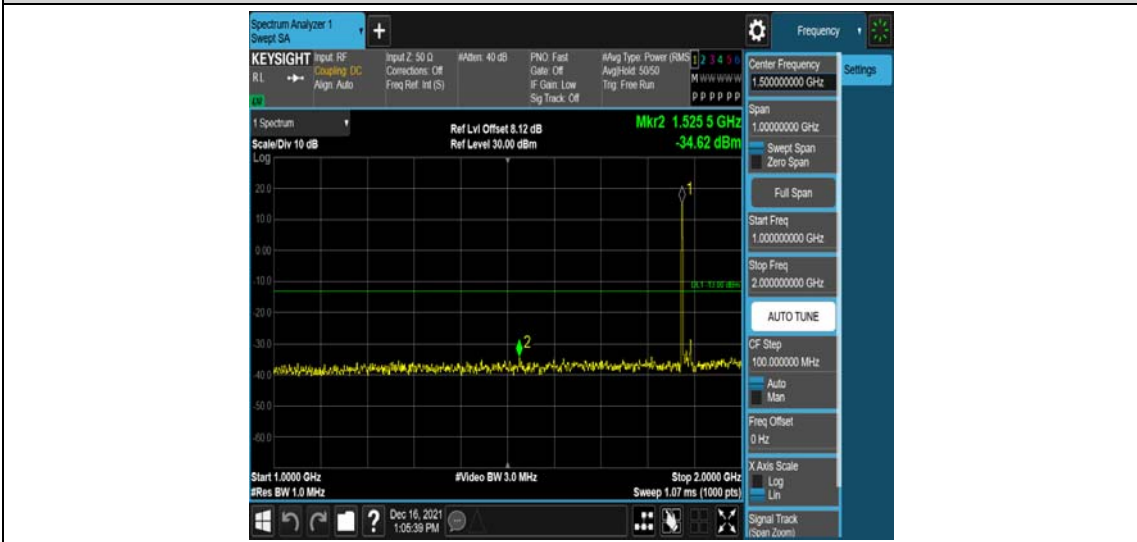 Spectrum Analyzer 1
Swept SA
+
Frequency
KEYSIGHT
RL
Input: RF
Coupling: DC
Align: Auto
Input Z: 50 Ω
Corrections: Off
Freq Ref: Int (S)
#Atten: 40 dB
PNO: Fast
Gate: Off
IF Gain: Low
Sig Track: Off
#Avg Type: Power (RMS
Avg|Hold: 50/50
Trig: Free Run
1 2 3 4 5 6
M W W W W W
P P P P P P
1 Spectrum
Scale/Div 10 dB
Log
Ref Lvl Offset 8.12 dB
Ref Level 30.00 dBm
Mkr2 1.525 5 GHz
-34.62 dBm
20.0
10.0
0.00
-10.0
-20.0
-30.0
-40.0
-50.0
-60.0
1
2
DL1 -13.00 dBm
Start 1.0000 GHz
#Res BW 1.0 MHz
#Video BW 3.0 MHz
Stop 2.0000 GHz
Sweep 1.07 ms (1000 pts)
?
Dec 16, 2021
1:05:39 PM
Center Frequency
1.500000000 GHz
Settings
Span
1.00000000 GHz
Swept Span
Zero Span
Full Span
Start Freq
1.000000000 GHz
Stop Freq
2.000000000 GHz
AUTO TUNE
CF Step
100.000000 MHz
Auto
Man
Freq Offset
0 Hz
X Axis Scale
Log
Lin
Signal Track
(Span Zoom)